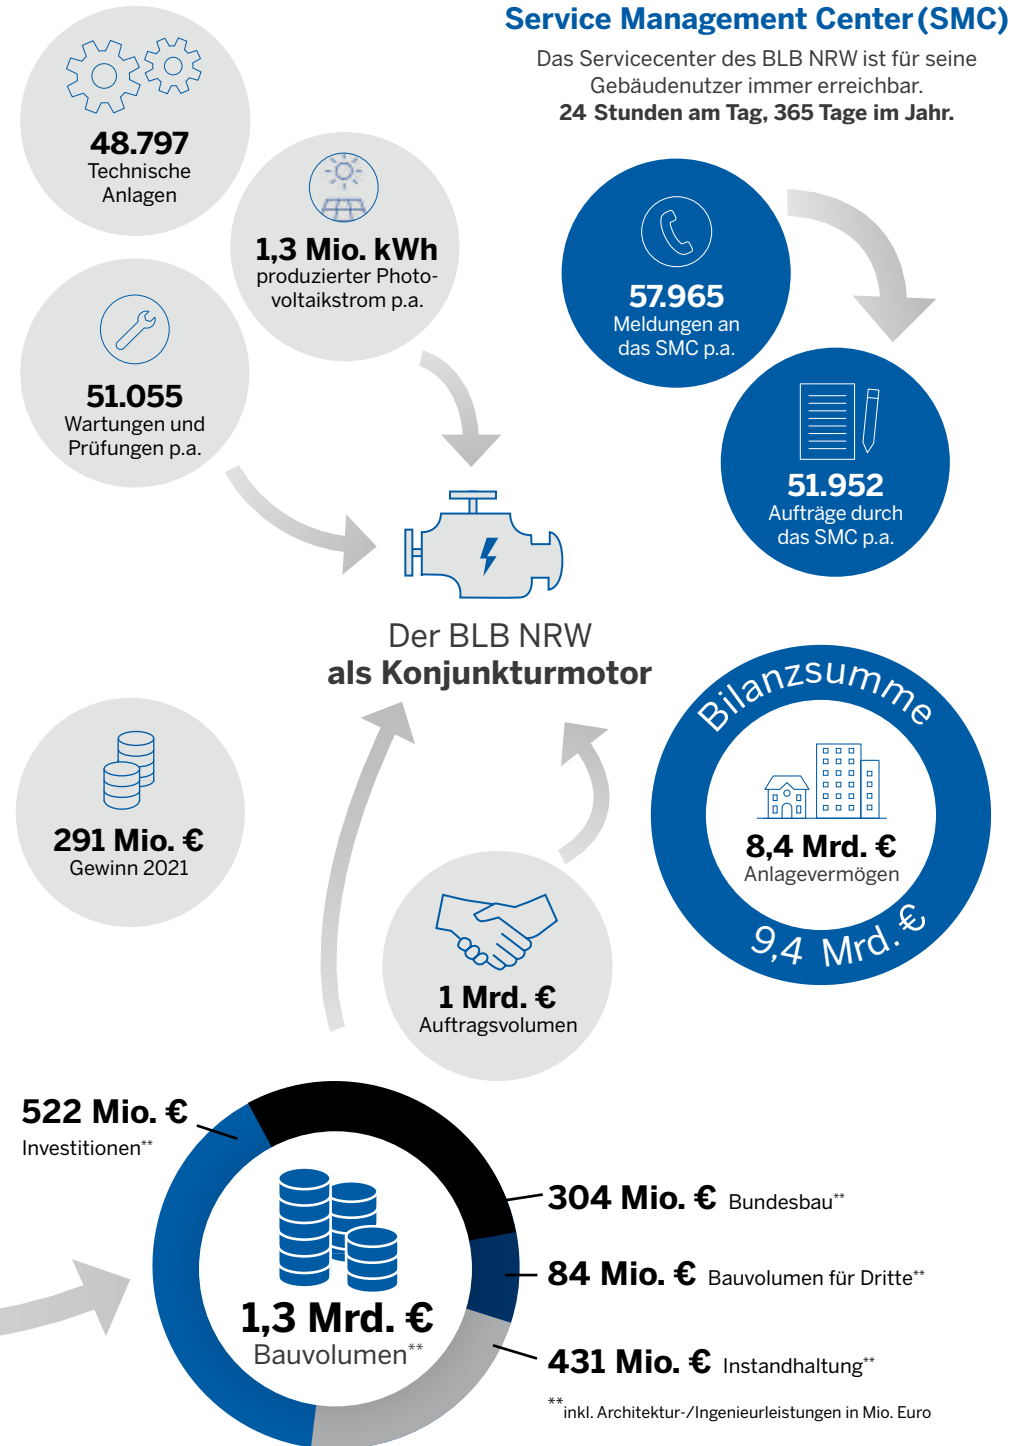 Service Management Center (SMC)
Das Servicecenter des BLB NRW ist für seine
Gebäudenutzer immer erreichbar.
24 Stunden am Tag, 365 Tage im Jahr.
48.797
Technische
Anlagen
1,3 Mio. kWh
produzierter Photo-
voltaikstrom p.a.
51.055
Wartungen und
Prüfungen p.a.
57.965
Meldungen an
das SMC p.a.
51.952
Aufträge durch
das SMC p.a.
Der BLB NRW
als Konjunkturmotor
291 Mio. €
Gewinn 2021
1 Mrd. €
Auftragsvolumen
Bilanzsumme
8,4 Mrd. €
Anlagevermögen
9,4 Mrd. €
522 Mio. €
Investitionen**
1,3 Mrd. €
Bauvolumen**
304 Mio. € Bundesbau**
84 Mio. € Bauvolumen für Dritte**
431 Mio. € Instandhaltung**
**inkl. Architektur-/Ingenieurleistungen in Mio. Euro